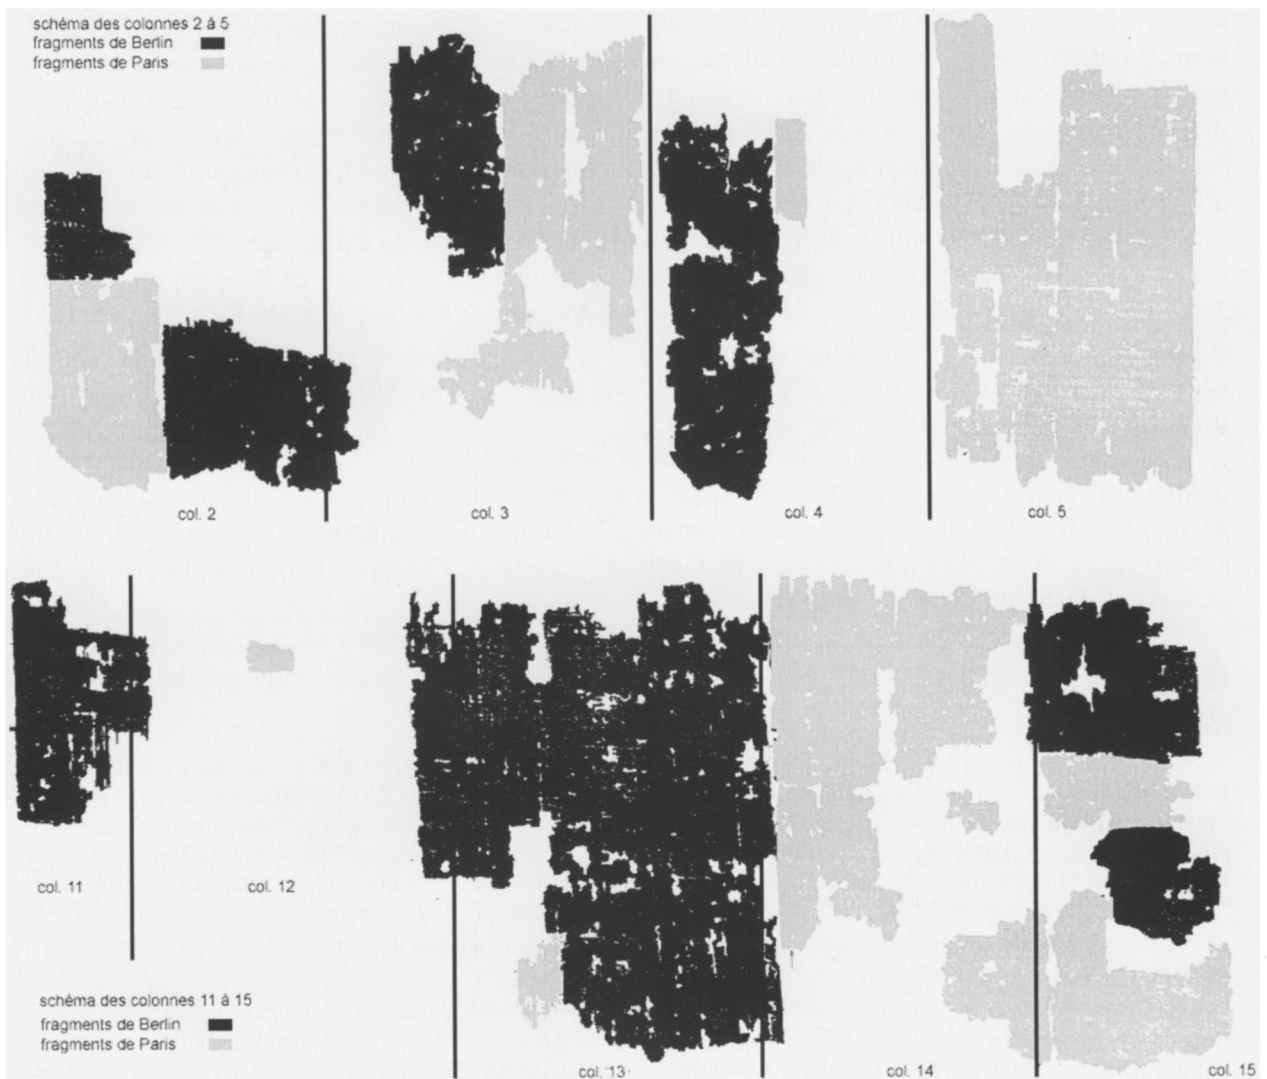 schéma des colonnes 2 à 5
fragments de Berlin
fragments de Paris
col. 2
col. 3
col. 4
col. 5
col. 11
col. 12
schéma des colonnes 11 à 15
fragments de Berlin
fragments de Paris
col. 13
col. 14
col. 15